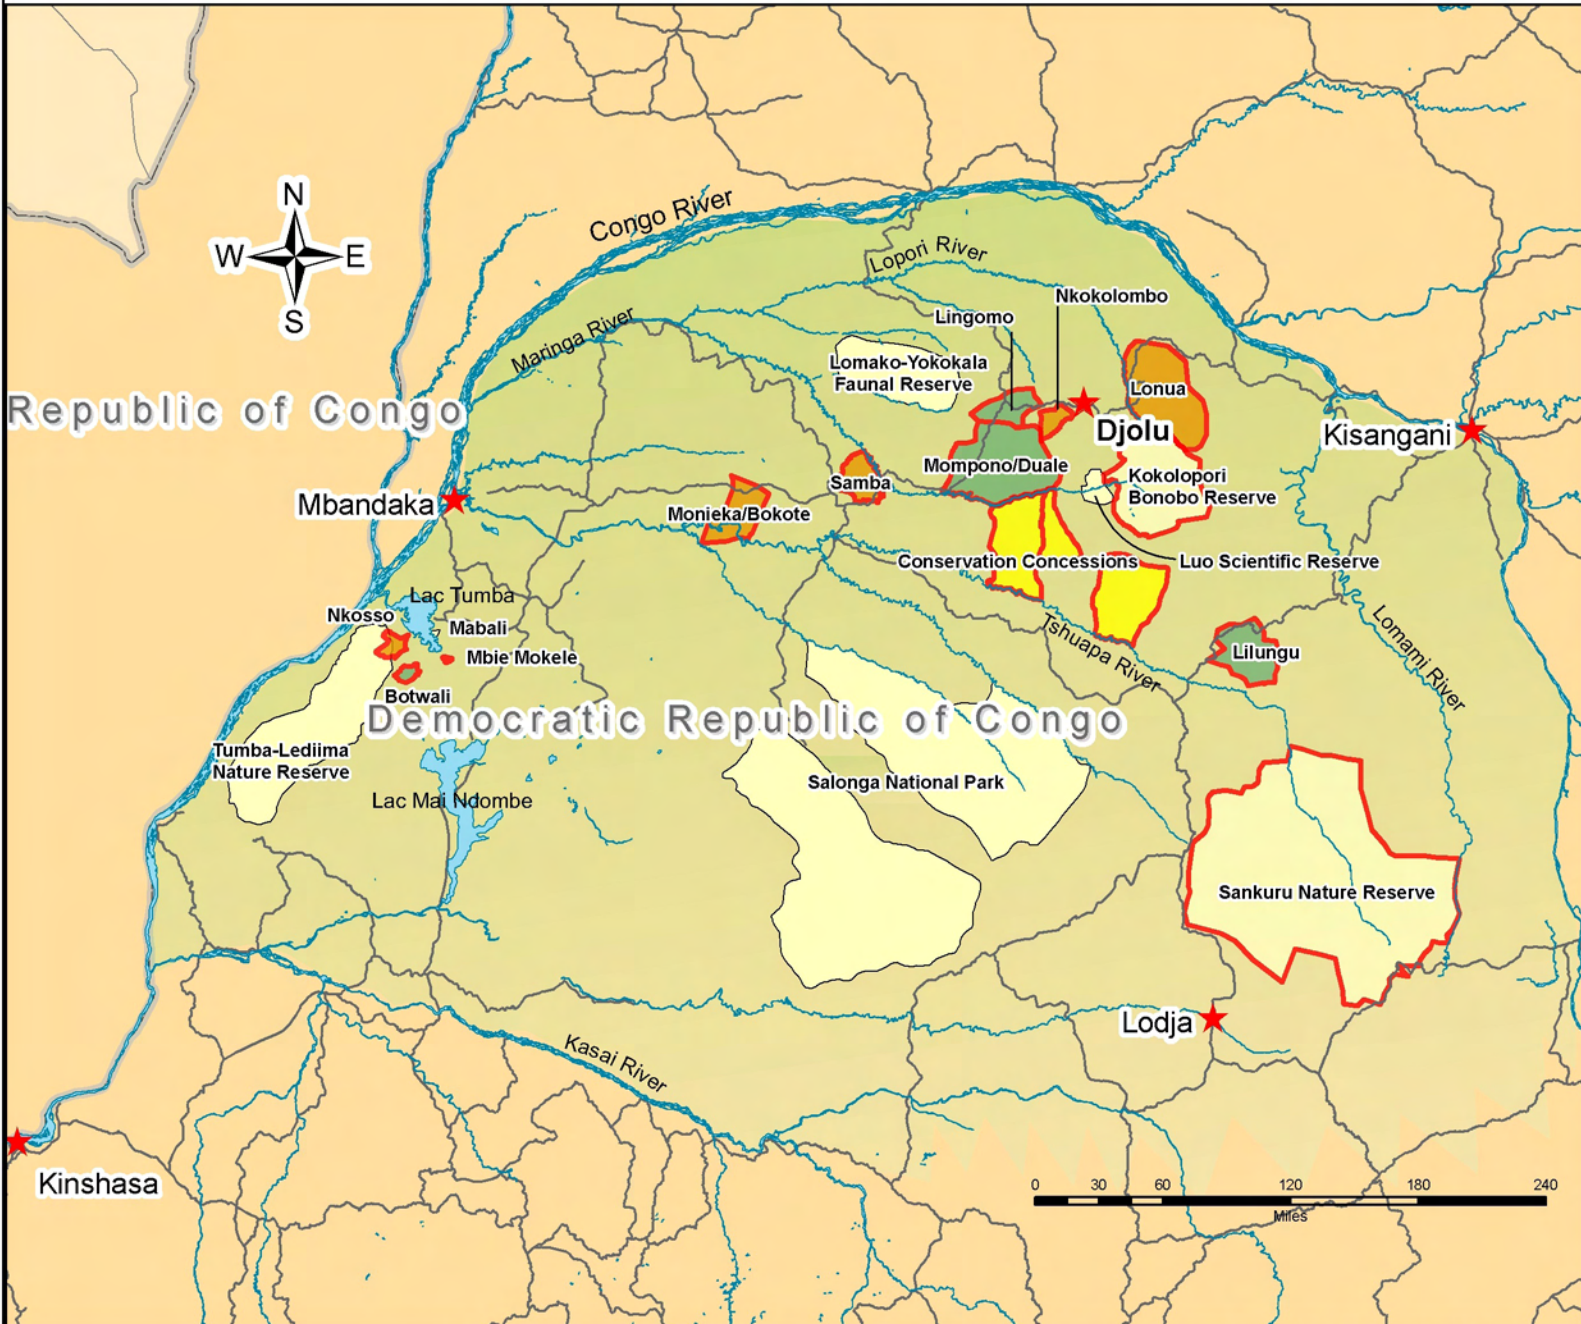 N
W
E
S
Congo River
Lopori River
Nkokolombo
Lingomo
Maringa River
Lomako-Yokokala
Faunal Reserve
Lonua
Republic of Congo
Djolu
Kisangani
Mompono/Duale
Samba
Kokolopori
Bonobo Reserve
Mbandaka
Monieka/Bokote
Conservation Concessions
Luo Scientific Reserve
Lac Tumba
Nkosso
Mabali
Mbie Mokele
Botwali
Tshuapa River
Lilungu
Lomami River
Democratic Republic of Congo
Tumba-Lediima
Nature Reserve
Salonga National Park
Lac Mai Ndombe
Sankuru Nature Reserve
Lodja
Kasai River
Kinshasa
0 30 60 120 180 240
Miles